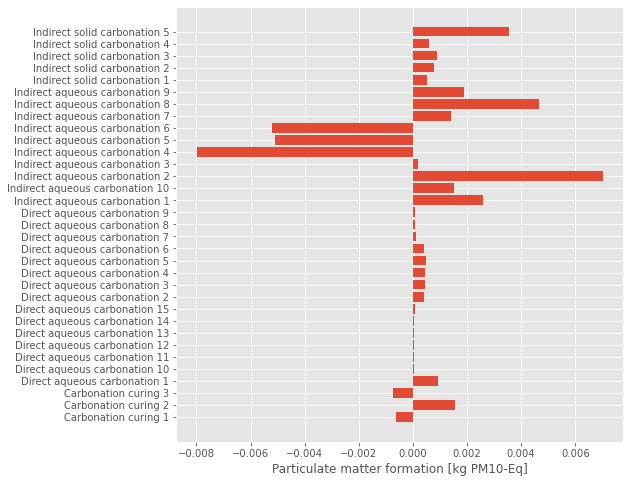 Indirect solid carbonation 5
Indirect solid carbonation 4
Indirect solid carbonation 3
Indirect solid carbonation 2
Indirect solid carbonation 1
Indirect aqueous carbonation 9
Indirect aqueous carbonation 8
Indirect aqueous carbonation 7
Indirect aqueous carbonation 6
Indirect aqueous carbonation 5
Indirect aqueous carbonation 4
Indirect aqueous carbonation 3
Indirect aqueous carbonation 2
Indirect aqueous carbonation 10
Indirect aqueous carbonation 1
Direct aqueous carbonation 9
Direct aqueous carbonation 8
Direct aqueous carbonation 7
Direct aqueous carbonation 6
Direct aqueous carbonation 5
Direct aqueous carbonation 4
Direct aqueous carbonation 3
Direct aqueous carbonation 2
Direct aqueous carbonation 15
Direct aqueous carbonation 14
Direct aqueous carbonation 13
Direct aqueous carbonation 12
Direct aqueous carbonation 11
Direct aqueous carbonation 10
Direct aqueous carbonation 1
Carbonation curing 3
Carbonation curing 2
Carbonation curing 1
−0.008 −0.006 −0.004 −0.002 0.000 0.002 0.004 0.006
Particulate matter formation [kg PM10-Eq]